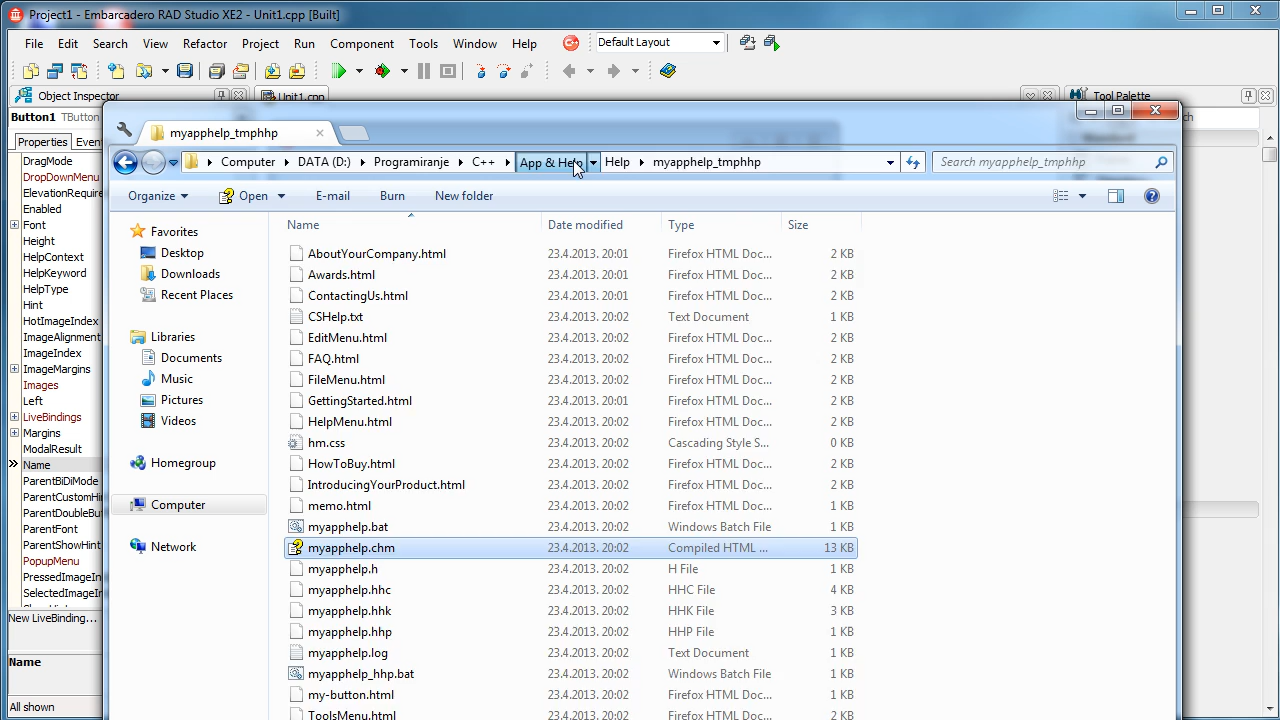 Project1 - Embarcadero RAD Studio XE2 - Unit1.cpp [Built]
File Edit Search View Refactor Project Run Component Tools Window Help Default Layout
Object Inspector
Unit1.cpp
Tool Palette
Button1 TButton
Properties
DragMode
DropDownMenu
Enabled
Font
Height
HelpContext
HelpKeyword
HelpType
Hint
HotImageIndex
ImageIndex
ImageMargins
Images
Left
LiveBindings
Margins
ModalResult
Name
ParentBiDiMode
ParentFont
PopupMenu
New LiveBinding...
Name
All shown
myapphelp_tmphhp
Computer DATA (D:) Programiranje C++ App & Help Help myapphelp_tmphhp
Search myapphelp_tmphhp
Organize Open E-mail Burn New folder
Favorites
Desktop
Downloads
Recent Places
Libraries
Documents
Music
Pictures
Videos
Homegroup
Computer
Network
Name Date modified Type Size
AboutYourCompany.html 23.4.2013. 20:01 Firefox HTML Doc... 2 KB
Awards.html 23.4.2013. 20:01 Firefox HTML Doc... 2 KB
ContactingUs.html 23.4.2013. 20:01 Firefox HTML Doc... 2 KB
CSHelp.txt 23.4.2013. 20:02 Text Document 1 KB
EditMenu.html 23.4.2013. 20:02 Firefox HTML Doc... 2 KB
FAQ.html 23.4.2013. 20:02 Firefox HTML Doc... 2 KB
FileMenu.html 23.4.2013. 20:02 Firefox HTML Doc... 2 KB
GettingStarted.html 23.4.2013. 20:02 Firefox HTML Doc... 2 KB
HelpMenu.html 23.4.2013. 20:02 Firefox HTML Doc... 2 KB
hm.css 23.4.2013. 20:02 Cascading Style S... 0 KB
HowToBuy.html 23.4.2013. 20:02 Firefox HTML Doc... 2 KB
IntroducingYourProduct.html 23.4.2013. 20:02 Firefox HTML Doc... 2 KB
memo.html 23.4.2013. 20:02 Firefox HTML Doc... 2 KB
myapphelp.bat 23.4.2013. 20:02 Windows Batch File 1 KB
myapphelp.chm 23.4.2013. 20:02 Compiled HTML ... 13 KB
myapphelp.h 23.4.2013. 20:02 H File 1 KB
myapphelp.hhc 23.4.2013. 20:02 HHC File 4 KB
myapphelp.hhk 23.4.2013. 20:02 HHK File 3 KB
myapphelp.hhp 23.4.2013. 20:02 HHP File 1 KB
myapphelp.log 23.4.2013. 20:02 Text Document 1 KB
myapphelp_hhp.bat 23.4.2013. 20:02 Windows Batch File 1 KB
my-button.html 23.4.2013. 20:02 Firefox HTML Doc... 2 KB
ToolsMenu.html 23.4.2013. 20:02 Firefox HTML Doc... 2 KB